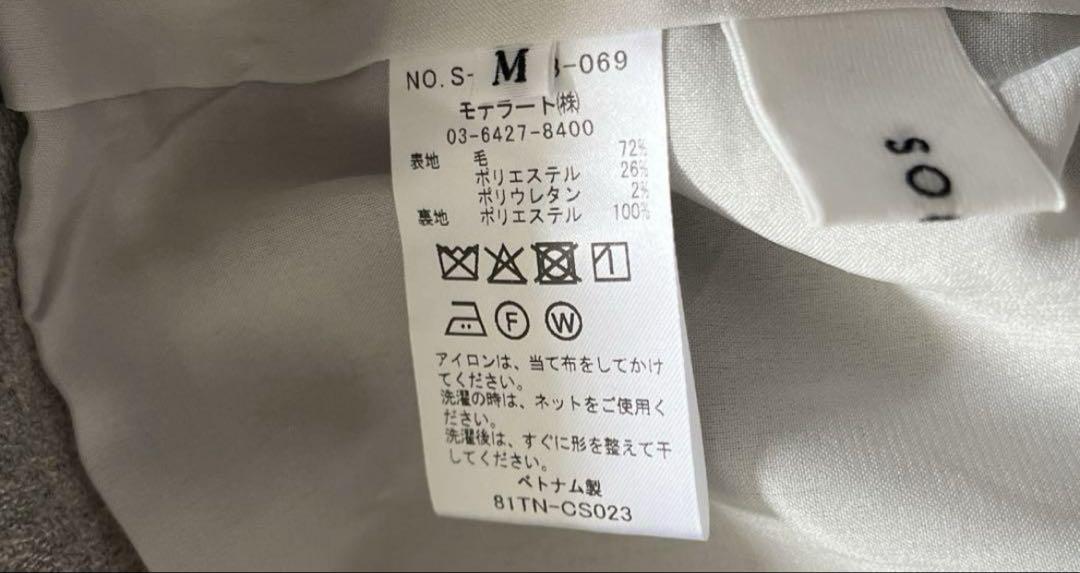 NO.S- M 3-069
モデラート(株)
03-6427-8400
表地 毛 72%
ポリエステル 26%
ポリウレタン 2%
裏地 ポリエステル 100%
F W
アイロンは、当て布をしてかけ
てください。
洗濯の時は、ネットをご使用く
ださい。
洗濯後は、すぐに形を整えて干
してください。
ベトナム製
81TN-CS023